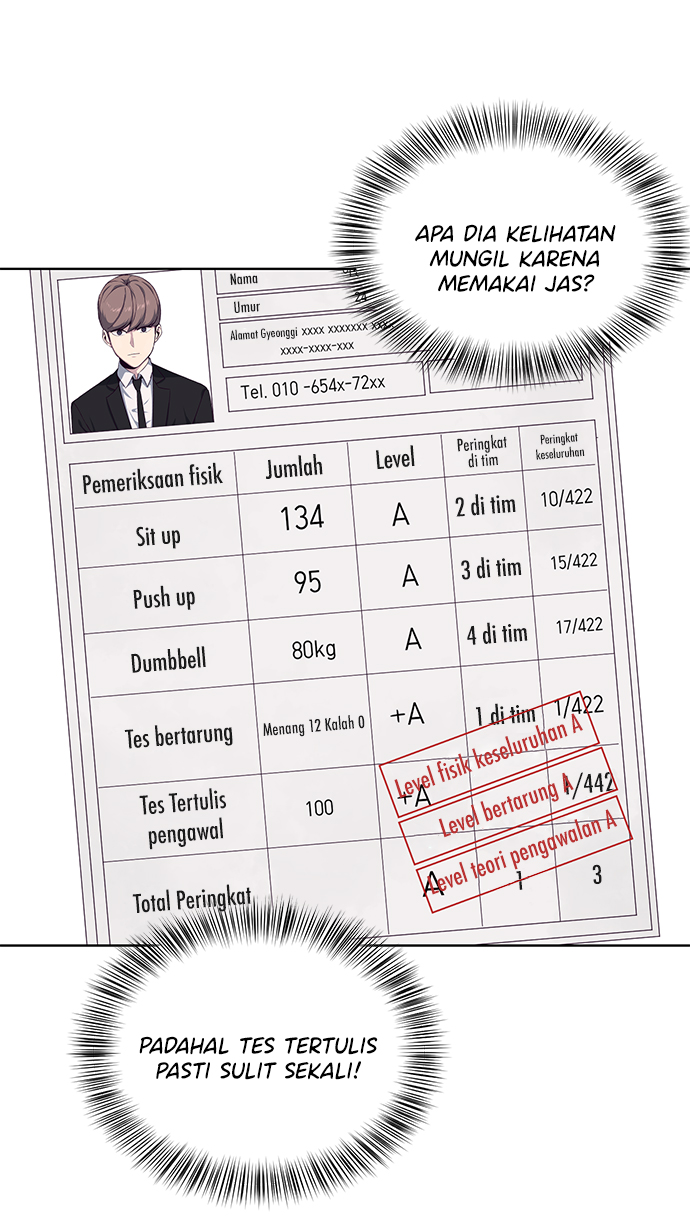 APA DIA KELIHATAN
MUNGIL KARENA
MEMAKAI JAS?
Nama
Umur
24
Alamat Gyeonggi xxxx xxxxxxx xxx
xxxx-xxxx-xxx
Tel. 010 -654x-72xx
Pemeriksaan fisik Jumlah Level Peringkat di tim Peringkat keseluruhan
Sit up 134 A 2 di tim 10/422
Push up 95 A 3 di tim 15/422
Dumbbell 80kg A 4 di tim 17/422
Tes bertarung Menang 12 Kalah 0 +A 1 di tim 1/422
Tes Tertulis
pengawal 100 +A 1/442
Total Peringkat A 1 3
Level fisik keseluruhan A
Level bertarung A
Level teori pengawalan A
PADAHAL TES TERTULIS
PASTI SULIT SEKALI!